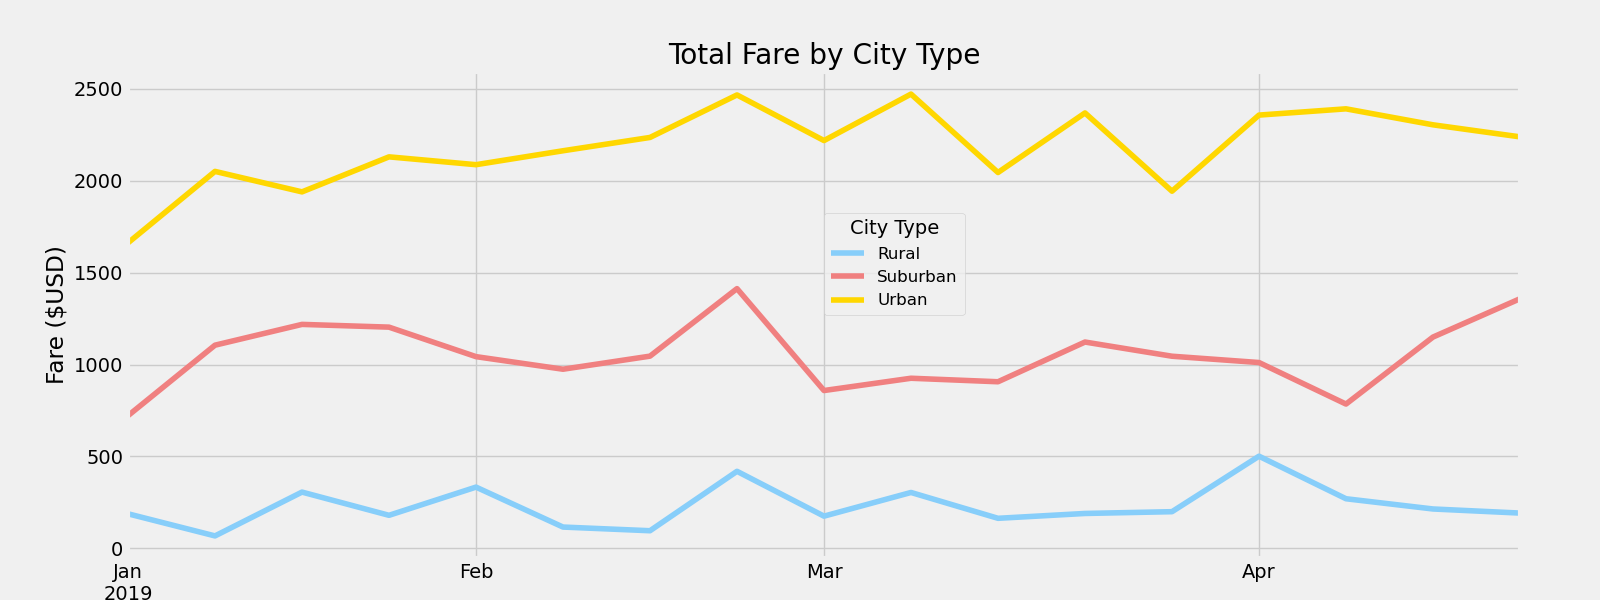 Total Fare by City Type
Fare ($USD)
2500
2000
1500
1000
500
0
City Type
Rural
Suburban
Urban
Jan
2019
Feb
Mar
Apr